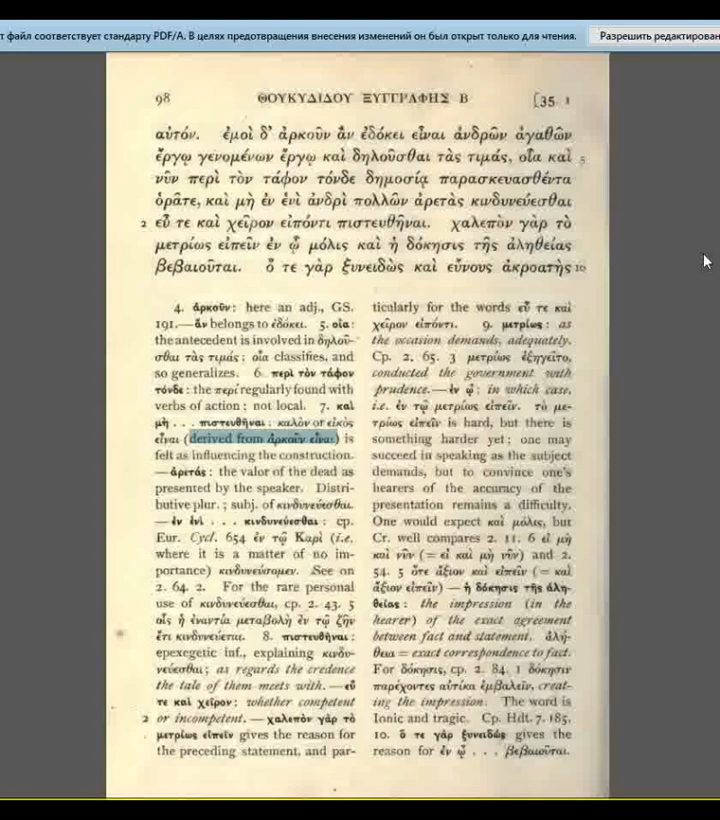 т файл соответствует стандарту PDF/A. В целях предотвращения внесения изменений он был открыт только для чтения.
Разрешить редактирован
98 ΘΟΥΚΥΔΙΔΟΥ ΞΥΓΓΡΑΦΗΣ Β [35 1
αὐτόν. ἐμοὶ δ' ἀρκοῦν ἂν ἐδόκει εἶναι ἀνδρῶν ἀγαθῶν
ἔργῳ γενομένων ἔργῳ καὶ δηλοῦσθαι τὰς τιμάς, οἷα καὶ 5
νῦν περὶ τὸν τάφον τόνδε δημοσίᾳ παρασκευασθέντα
ὁρᾶτε, καὶ μὴ ἐν ἑνὶ ἀνδρὶ πολλῶν ἀρετὰς κινδυνεύεσθαι
2 εὖ τε καὶ χεῖρον εἰπόντι πιστευθῆναι. χαλεπὸν γὰρ τὸ
μετρίως εἰπεῖν ἐν ᾧ μόλις καὶ ἡ δόκησις τῆς ἀληθείας
βεβαιοῦται. ὅ τε γὰρ ξυνειδὼς καὶ εὔνους ἀκροατὴς 10
4. ἀρκοῦν: here an adj., GS.
191.—ἄν belongs to ἐδόκει. 5. οἷα:
the antecedent is involved in δηλοῦ-
σθαι τὰς τιμάς; οἷα classifies, and
so generalizes. 6 περὶ τὸν τάφον
τόνδε: the περί regularly found with
verbs of action; not local. 7. καὶ
μὴ . . . πιστευθῆναι: καλόν or εἰκός
εἶναι (derived from ἀρκοῦν εἶναι) is
felt as influencing the construction.
—ἀρετάς: the valor of the dead as
presented by the speaker. Distri-
butive plur.; subj. of κινδυνεύεσθαι.
—ἐν ἑνὶ . . . κινδυνεύεσθαι: cp.
Eur. Cycl. 654 ἐν τῷ Καρὶ (i.e.
where it is a matter of no im-
portance) κινδυνεύσομεν. See on
2. 64. 2. For the rare personal
use of κινδυνεύεσθαι, cp. 2. 43. 5
οἷς ἡ ἐναντία μεταβολὴ ἐν τῷ ζῆν
ἔτι κινδυνεύεται. 8. πιστευθῆναι:
epexegetic inf., explaining κινδυ-
νεύεσθαι; as regards the credence
the tale of them meets with.—εὖ
τε καὶ χεῖρον: whether competent
2 or incompetent.—χαλεπὸν γὰρ τὸ
μετρίως εἰπεῖν gives the reason for
the preceding statement, and par-
ticularly for the words εὖ τε καὶ
χεῖρον εἰπόντι. 9. μετρίως: as
the occasion demands, adequately.
Cp. 2. 65. 3 μετρίως ἐξηγεῖτο,
conducted the government with
prudence.—ἐν ᾧ: in which case,
i.e. ἐν τῷ μετρίως εἰπεῖν. τὸ με-
τρίως εἰπεῖν is hard, but there is
something harder yet; one may
succeed in speaking as the subject
demands, but to convince one's
hearers of the accuracy of the
presentation remains a difficulty.
One would expect καὶ μόλις, but
Cr. well compares 2. 11. 6 εἰ μὴ
καὶ νῦν (= εἰ καὶ μὴ νῦν) and 2.
54. 5 ὅτε ἄξιον καὶ εἰπεῖν (= καὶ
ἄξιον εἰπεῖν)—ἡ δόκησις τῆς ἀλη-
θείας: the impression (in the
hearer) of the exact agreement
between fact and statement. ἀλή-
θεια = exact correspondence to fact.
For δόκησις, cp. 2. 84. 1 δόκησιν
παρέχοντες αὐτίκα ἐμβαλεῖν, creat-
ing the impression. The word is
Ionic and tragic. Cp. Hdt. 7. 185.
10. ὅ τε γὰρ ξυνειδώς gives the
reason for ἐν ᾧ . . . βεβαιοῦται.